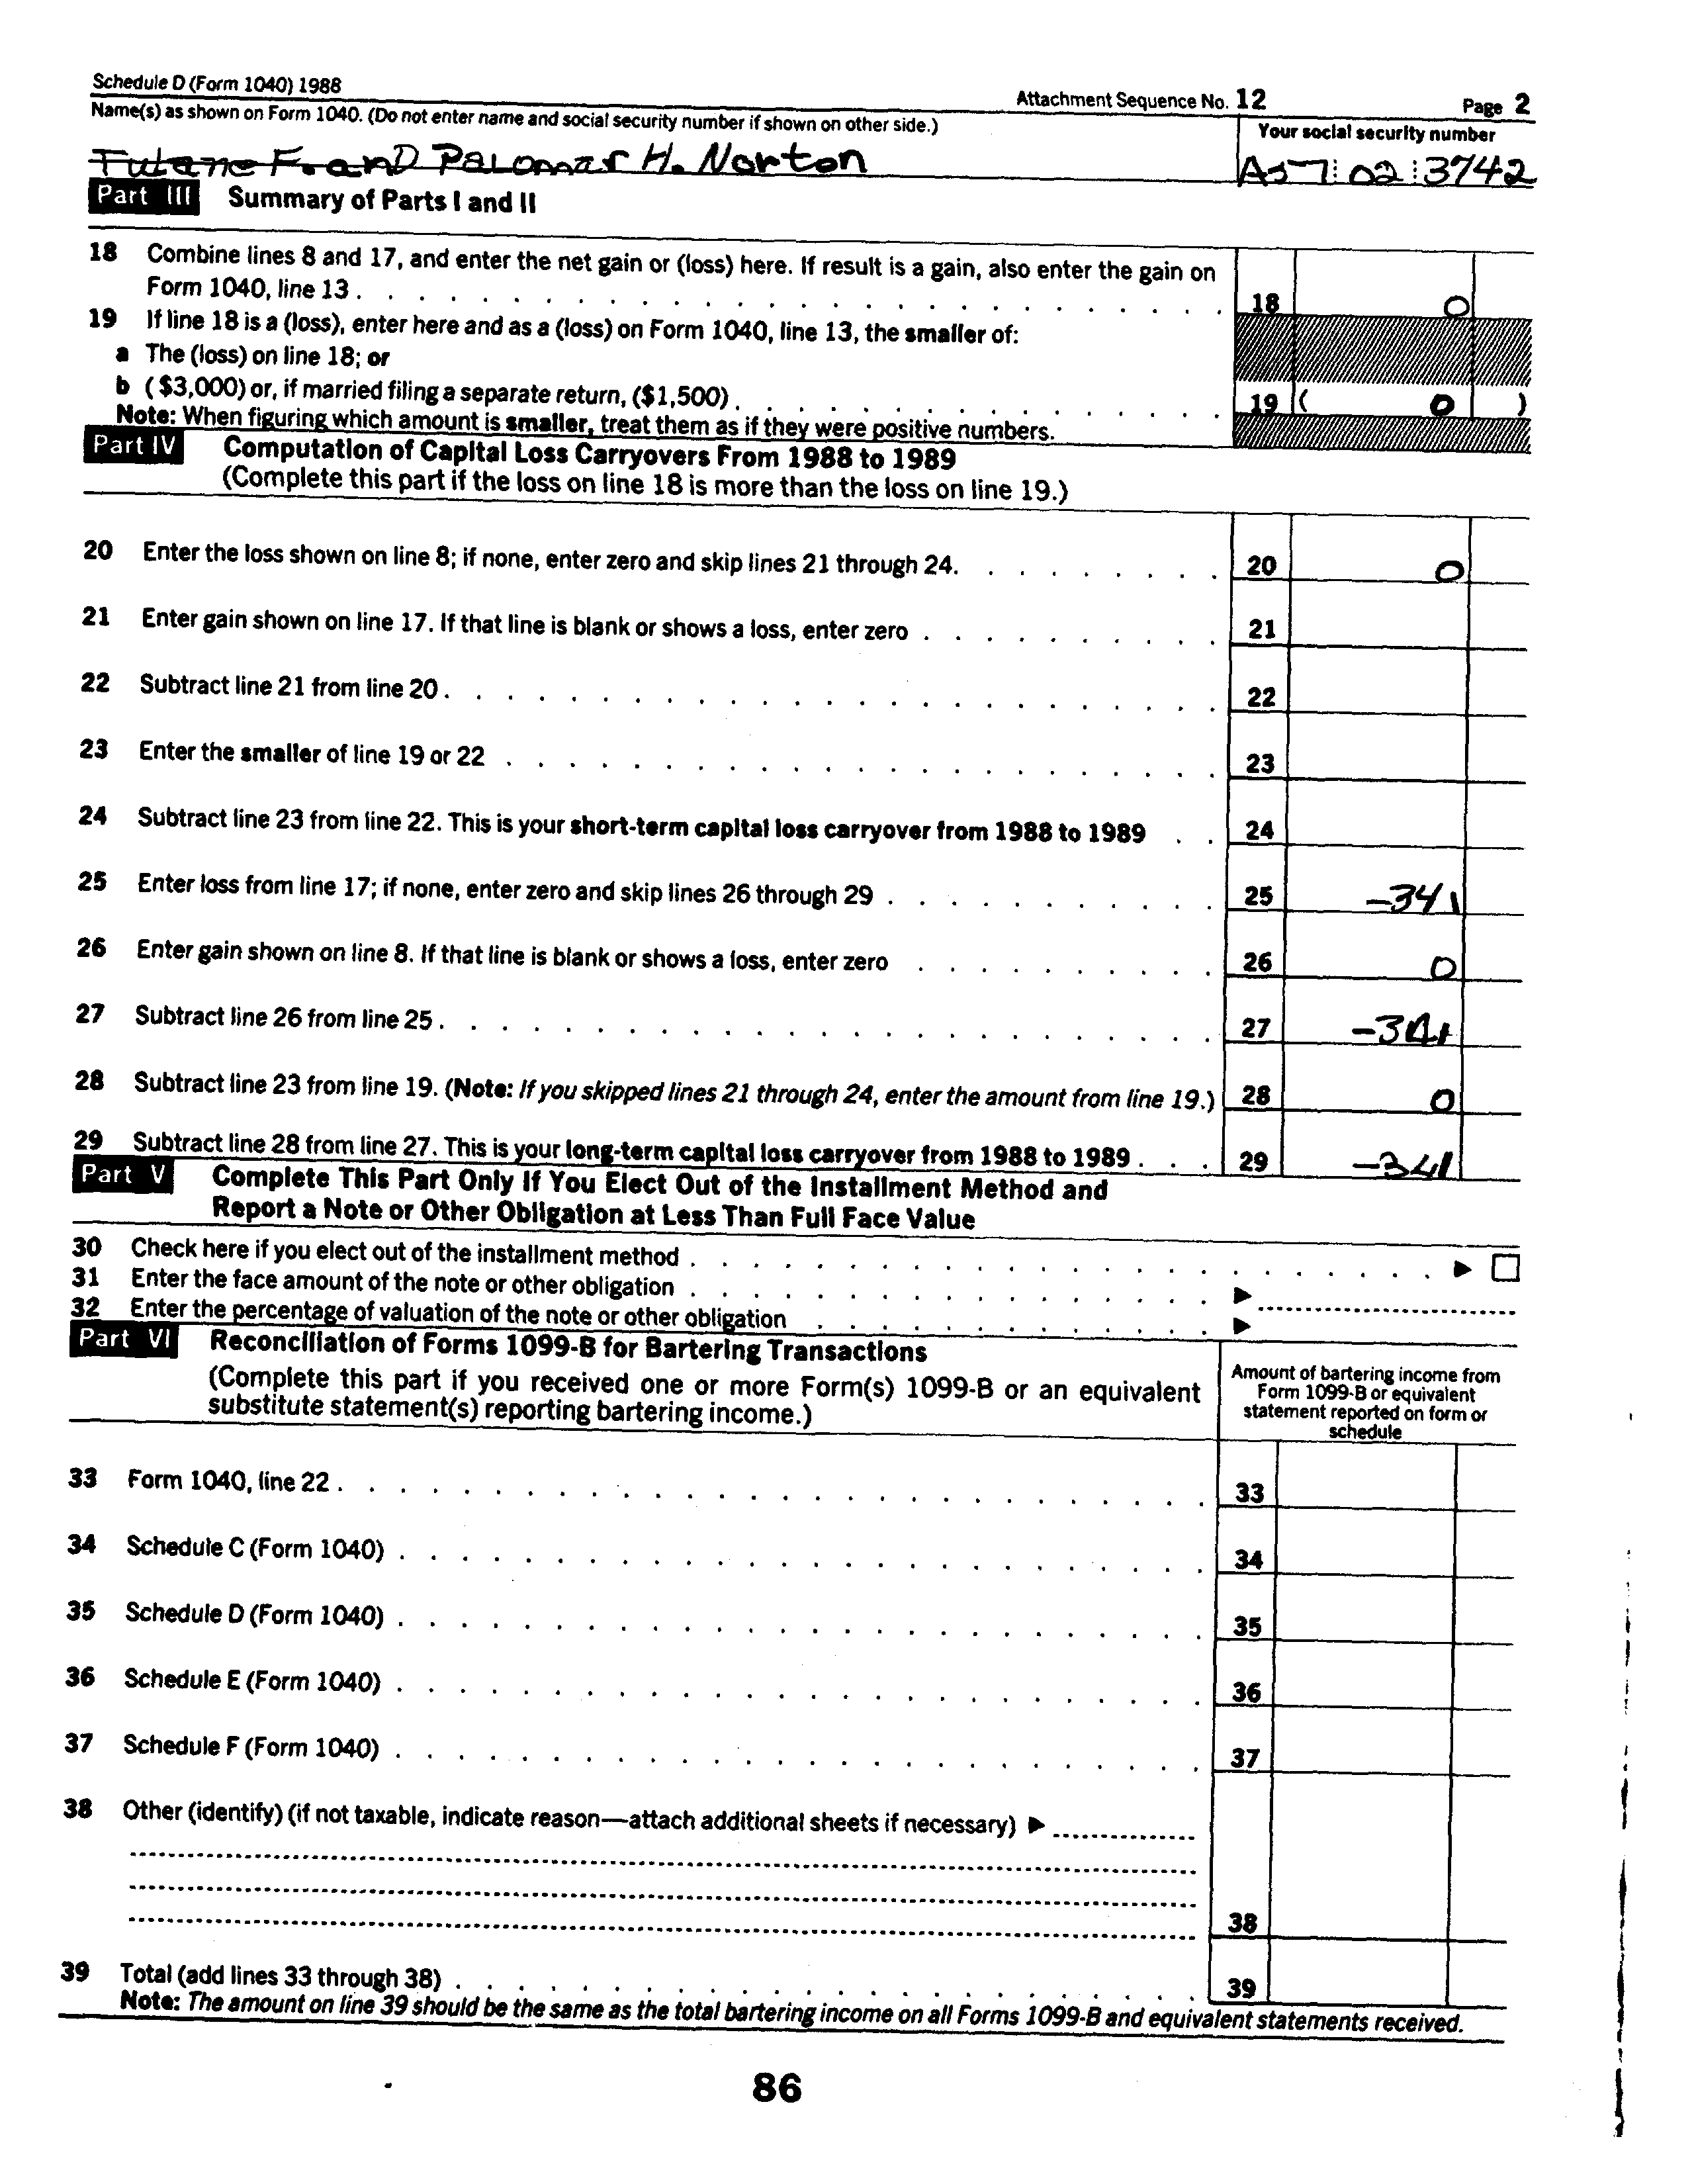 Schedule D (Form 1040) 1988 Attachment Sequence No. 12 Page 2
Name(s) as shown on Form 1040. (Do not enter name and social security number if shown on other side.) Your social security number
Tulane F. anD Palomar H. Norton 02 3742
Part III Summary of Parts I and II
18 Combine lines 8 and 17, and enter the net gain or (loss) here. If result is a gain, also enter the gain on
Form 1040, line 13 . . . . . . . . . . . . . . . . . . . . . . . . . . . . 18 0
19 If line 18 is a (loss), enter here and as a (loss) on Form 1040, line 13, the smaller of:
a The (loss) on line 18; or
b ($3,000) or, if married filing a separate return, ($1,500) . . . . . . . . . . . . . . . . 19 ( 0 )
Note: When figuring which amount is smaller, treat them as if they were positive numbers.
Part IV Computation of Capital Loss Carryovers From 1988 to 1989
(Complete this part if the loss on line 18 is more than the loss on line 19.)
20 Enter the loss shown on line 8; if none, enter zero and skip lines 21 through 24. . . . . . . . . 20 0
21 Enter gain shown on line 17. If that line is blank or shows a loss, enter zero . . . . . . . . . . 21
22 Subtract line 21 from line 20 . . . . . . . . . . . . . . . . . . . . . . . . . 22
23 Enter the smaller of line 19 or 22 . . . . . . . . . . . . . . . . . . . . . . . 23
24 Subtract line 23 from line 22. This is your short-term capital loss carryover from 1988 to 1989 . . 24
25 Enter loss from line 17; if none, enter zero and skip lines 26 through 29 . . . . . . . . . . . 25 -341
26 Enter gain shown on line 8. If that line is blank or shows a loss, enter zero . . . . . . . . . . 26 0
27 Subtract line 26 from line 25 . . . . . . . . . . . . . . . . . . . . . . . . . 27 -341
28 Subtract line 23 from line 19. (Note: If you skipped lines 21 through 24, enter the amount from line 19.) 28 0
29 Subtract line 28 from line 27. This is your long-term capital loss carryover from 1988 to 1989 . . . 29 -341
Part V Complete This Part Only If You Elect Out of the Installment Method and
Report a Note or Other Obligation at Less Than Full Face Value
30 Check here if you elect out of the installment method . . . . . . . . . . . . . . . . . . . . . . . . ▶ ☐
31 Enter the face amount of the note or other obligation . . . . . . . . . . . . . . . . . . ▶
32 Enter the percentage of valuation of the note or other obligation . . . . . . . . . . . . . ▶
Part VI Reconciliation of Forms 1099-B for Bartering Transactions
(Complete this part if you received one or more Form(s) 1099-B or an equivalent
substitute statement(s) reporting bartering income.)
Amount of bartering income from
Form 1099-B or equivalent
statement reported on form or
schedule
33 Form 1040, line 22 . . . . . . . . . . . . . . . . . . . . . . . . . . . . 33
34 Schedule C (Form 1040) . . . . . . . . . . . . . . . . . . . . . . . . . . 34
35 Schedule D (Form 1040) . . . . . . . . . . . . . . . . . . . . . . . . . . 35
36 Schedule E (Form 1040) . . . . . . . . . . . . . . . . . . . . . . . . . . 36
37 Schedule F (Form 1040) . . . . . . . . . . . . . . . . . . . . . . . . . . 37
38 Other (identify) (if not taxable, indicate reason—attach additional sheets if necessary) ▶
38
39 Total (add lines 33 through 38) . . . . . . . . . . . . . . . . . . . . . . . . 39
Note: The amount on line 39 should be the same as the total bartering income on all Forms 1099-B and equivalent statements received.
86